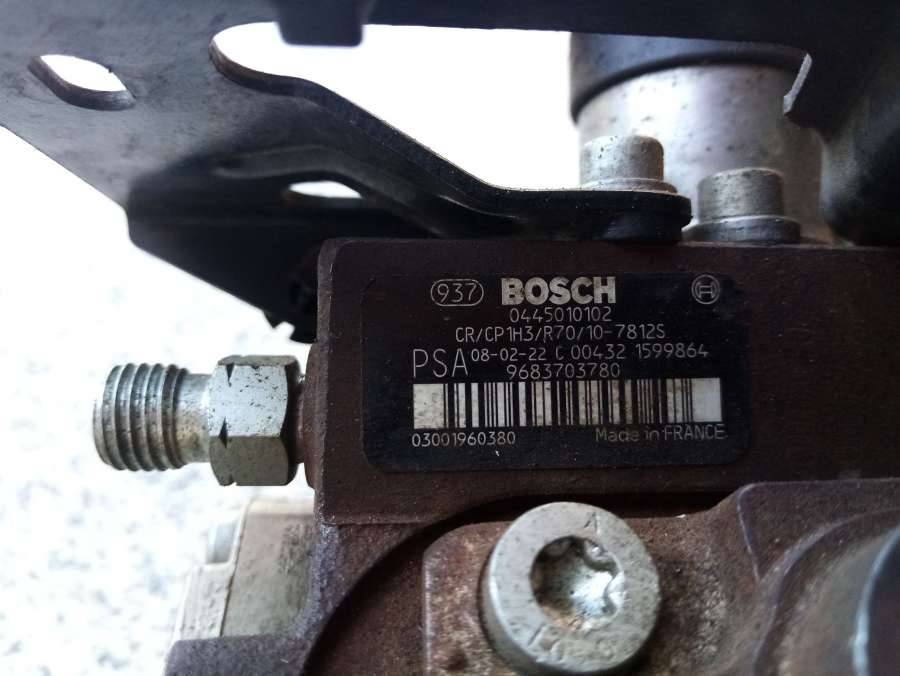 937 BOSCH
0445010102
CR/CP1H3/R70/10-7812S
PSA 08-02-22 C 00432 1599864
9683703780
03001960380 Made in FRANCE